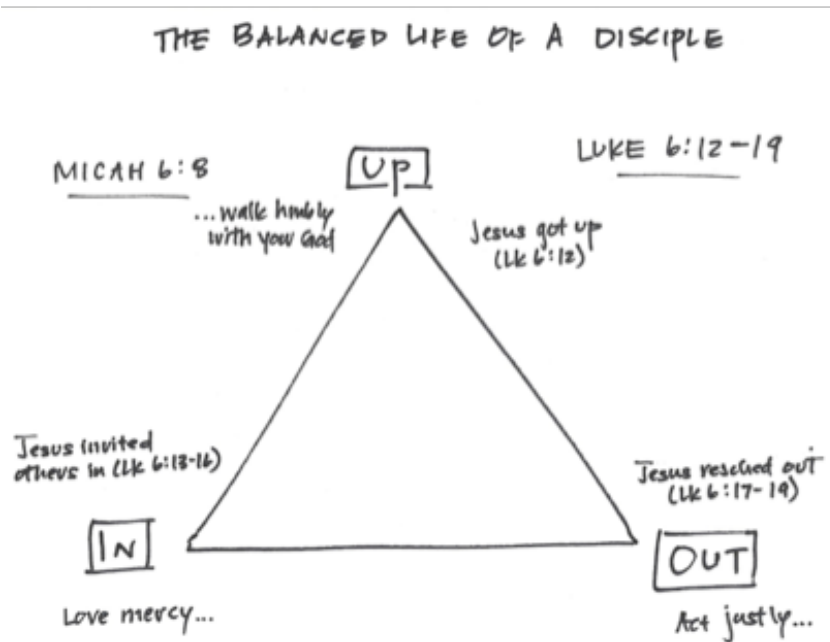 THE BALANCED LIFE OF A DISCIPLE
MICAH 6:8
UP
LUKE 6:12-19
...walk humbly
with your God
Jesus got up
(Lk 6:12)
Jesus invited
others in (Lk 6:13-16)
Jesus reached out
(Lk 6:17-19)
IN
OUT
Love mercy...
Act justly...